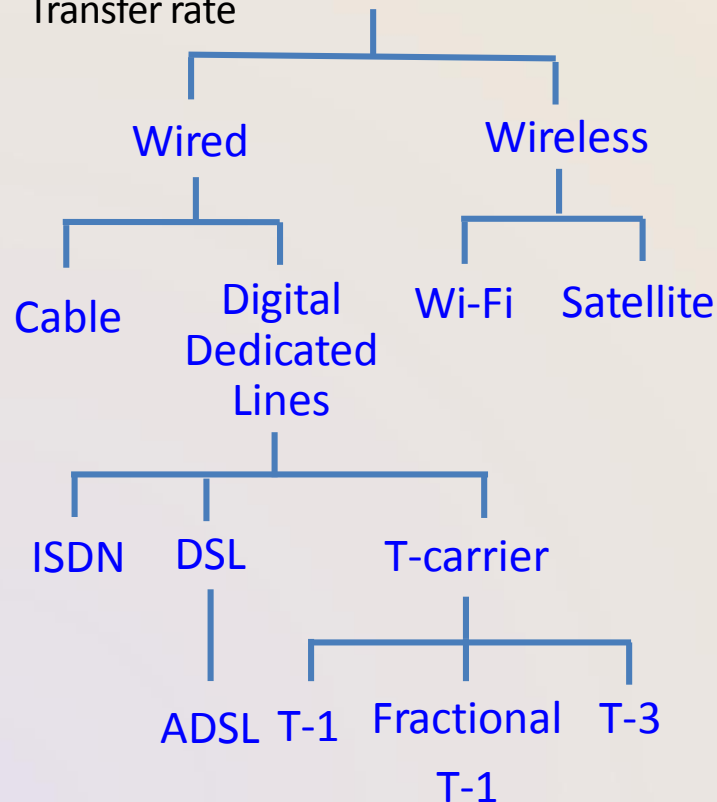 Transfer rate
Wired
Wireless
Cable
Digital
Dedicated
Lines
Wi-Fi
Satellite
ISDN
DSL
T-carrier
ADSL
T-1
Fractional
T-1
T-3